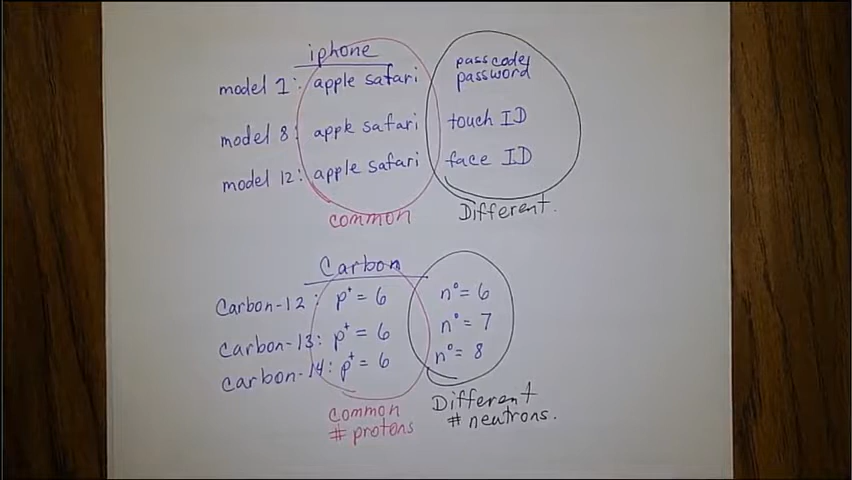 iphone
model 1: apple safari passcode/
password
model 8: apple safari touch ID
model 12: apple safari face ID
common Different.
Carbon
Carbon-12: p⁺ = 6 n° = 6
Carbon-13: p⁺ = 6 n° = 7
Carbon-14: p⁺ = 6 n° = 8
Common Different
# protons # neutrons.